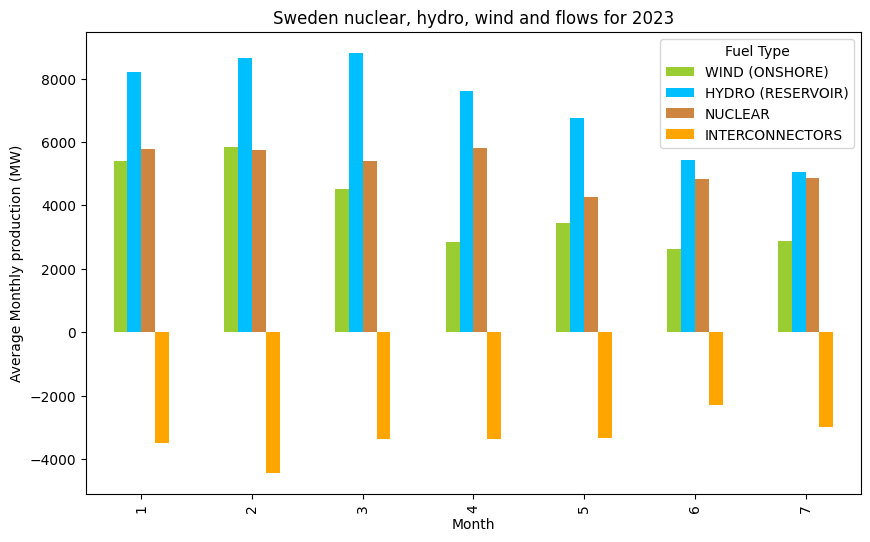 Sweden nuclear, hydro, wind and flows for 2023
Average Monthly production (MW)
8000
6000
4000
2000
0
−2000
−4000
Fuel Type
WIND (ONSHORE)
HYDRO (RESERVOIR)
NUCLEAR
INTERCONNECTORS
1
2
3
4
5
6
7
Month